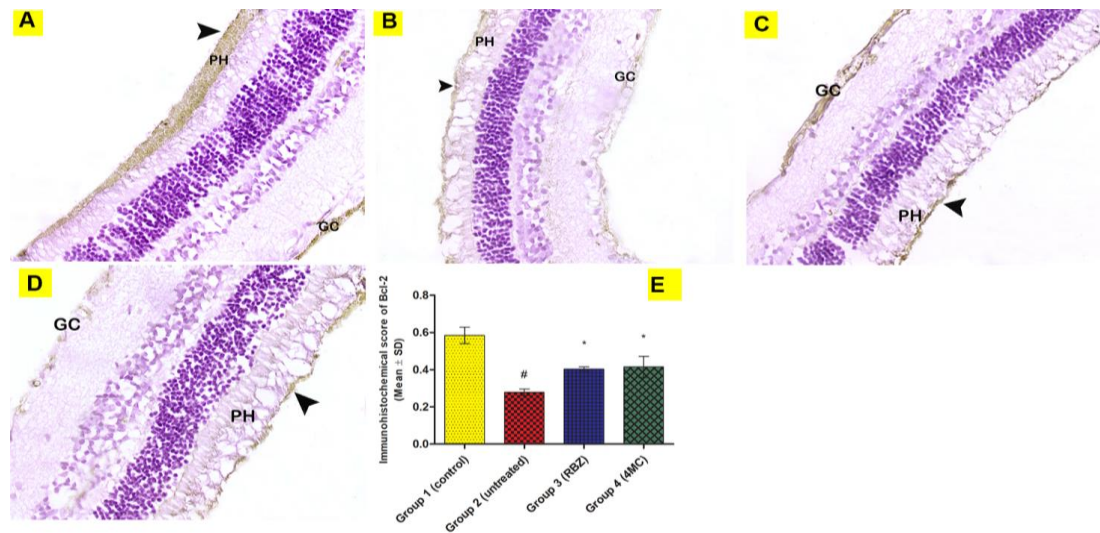 A
PH
GC
B
PH
GC
C
GC
PH
D
GC
PH
E
Immunohistochemical score of Bcl-2
(Mean ± SD)
0.8
0.6
0.4
0.2
0.0
#
*
*
Group 1 (control)
Group 2 (untreated)
Group 3 (RBZ)
Group 4 (4MC)